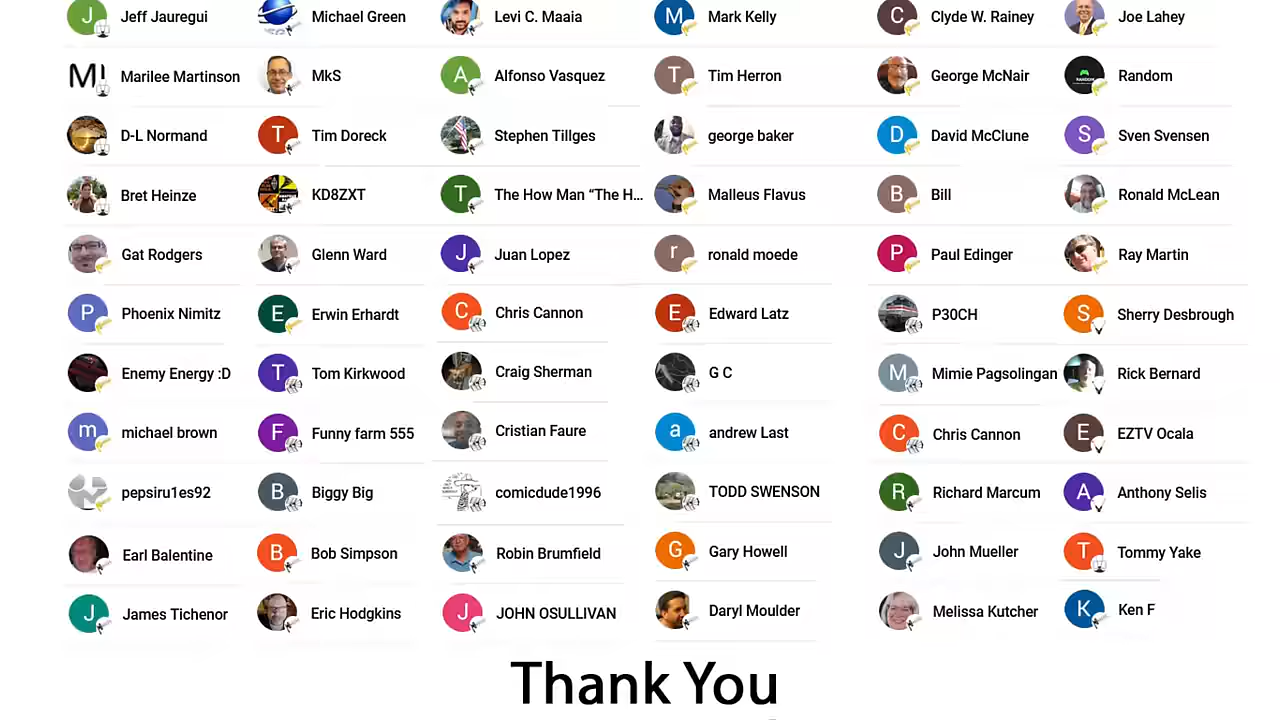 J Jeff Jauregui Michael Green Levi C. Maaia M Mark Kelly C Clyde W. Rainey Joe Lahey
Marilee Martinson MkS A Alfonso Vasquez T Tim Herron George McNair RANDOM Random
D-L Normand T Tim Doreck Stephen Tillges george baker D David McClune S Sven Svensen
Bret Heinze KD8ZXT T The How Man “The H... Malleus Flavus B Bill Ronald McLean
Gat Rodgers Glenn Ward J Juan Lopez r ronald moede P Paul Edinger Ray Martin
P Phoenix Nimitz E Erwin Erhardt C Chris Cannon E Edward Latz P30CH S Sherry Desbrough
Enemy Energy :D T Tom Kirkwood Craig Sherman G C M Mimie Pagsolingan Rick Bernard
m michael brown F Funny farm 555 Cristian Faure a andrew Last C Chris Cannon E EZTV Ocala
pepsiru1es92 B Biggy Big comicdude1996 TODD SWENSON R Richard Marcum A Anthony Selis
Earl Balentine B Bob Simpson Robin Brumfield G Gary Howell J John Mueller T Tommy Yake
J James Tichenor Eric Hodgkins J JOHN OSULLIVAN Daryl Moulder Melissa Kutcher K Ken F
Thank You